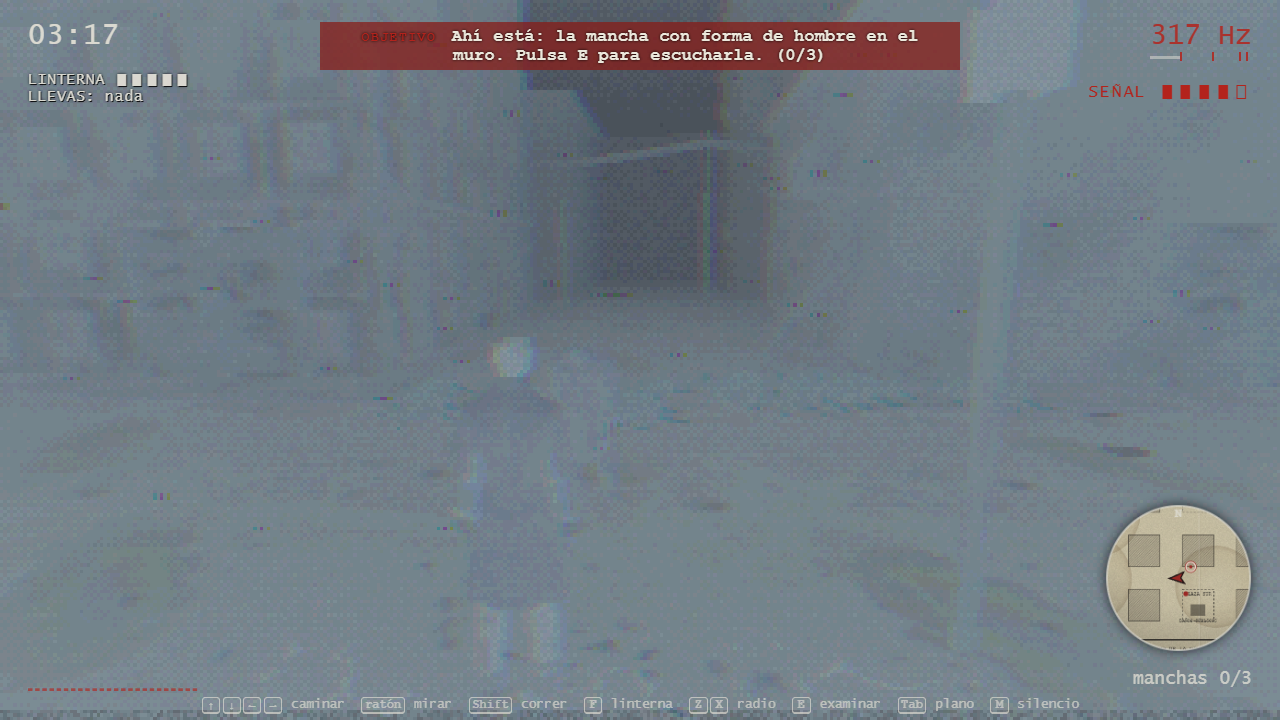 03:17
OBJETIVO Ahí está: la mancha con forma de hombre en el
muro. Pulsa E para escucharla. (0/3)
317 Hz
LINTERNA
LLEVAS: nada
SEÑAL
manchas 0/3
↑ ↓ ← → caminar ratón mirar Shift correr F linterna Z X radio E examinar Tab plano M silencio